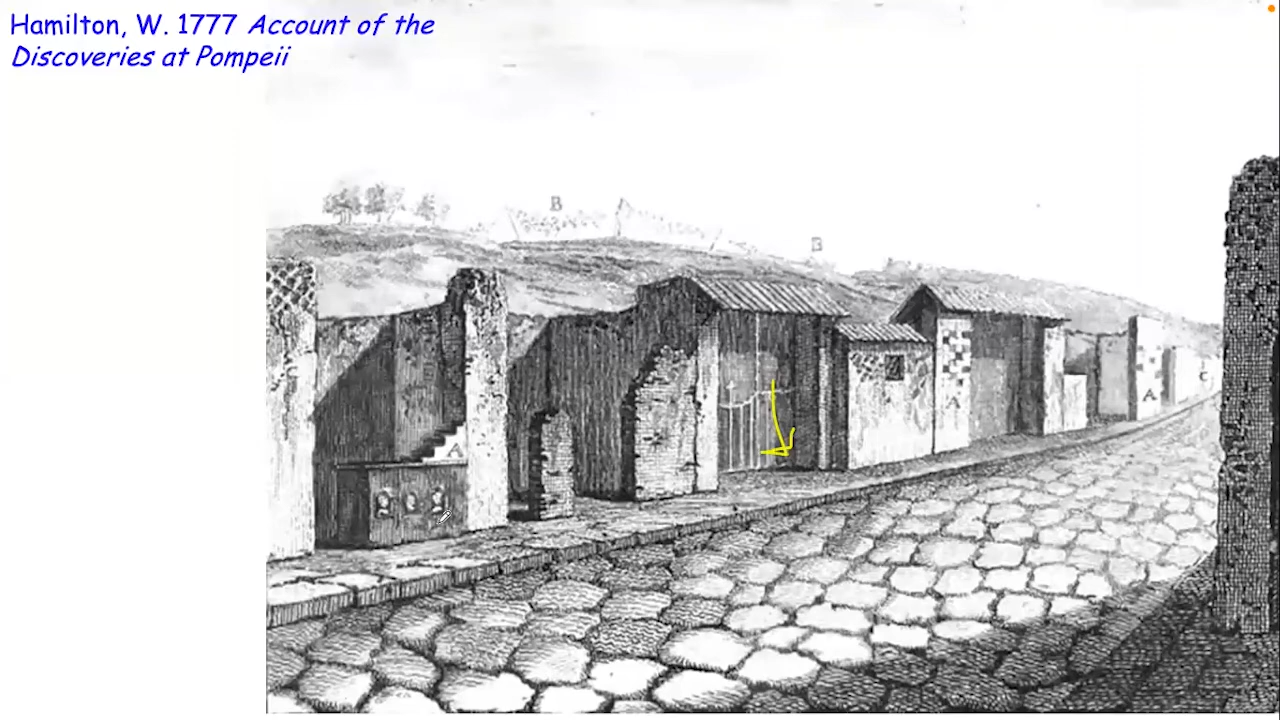 Hamilton, W. 1777 Account of the
Discoveries at Pompeii
B
B
A
A
A
C